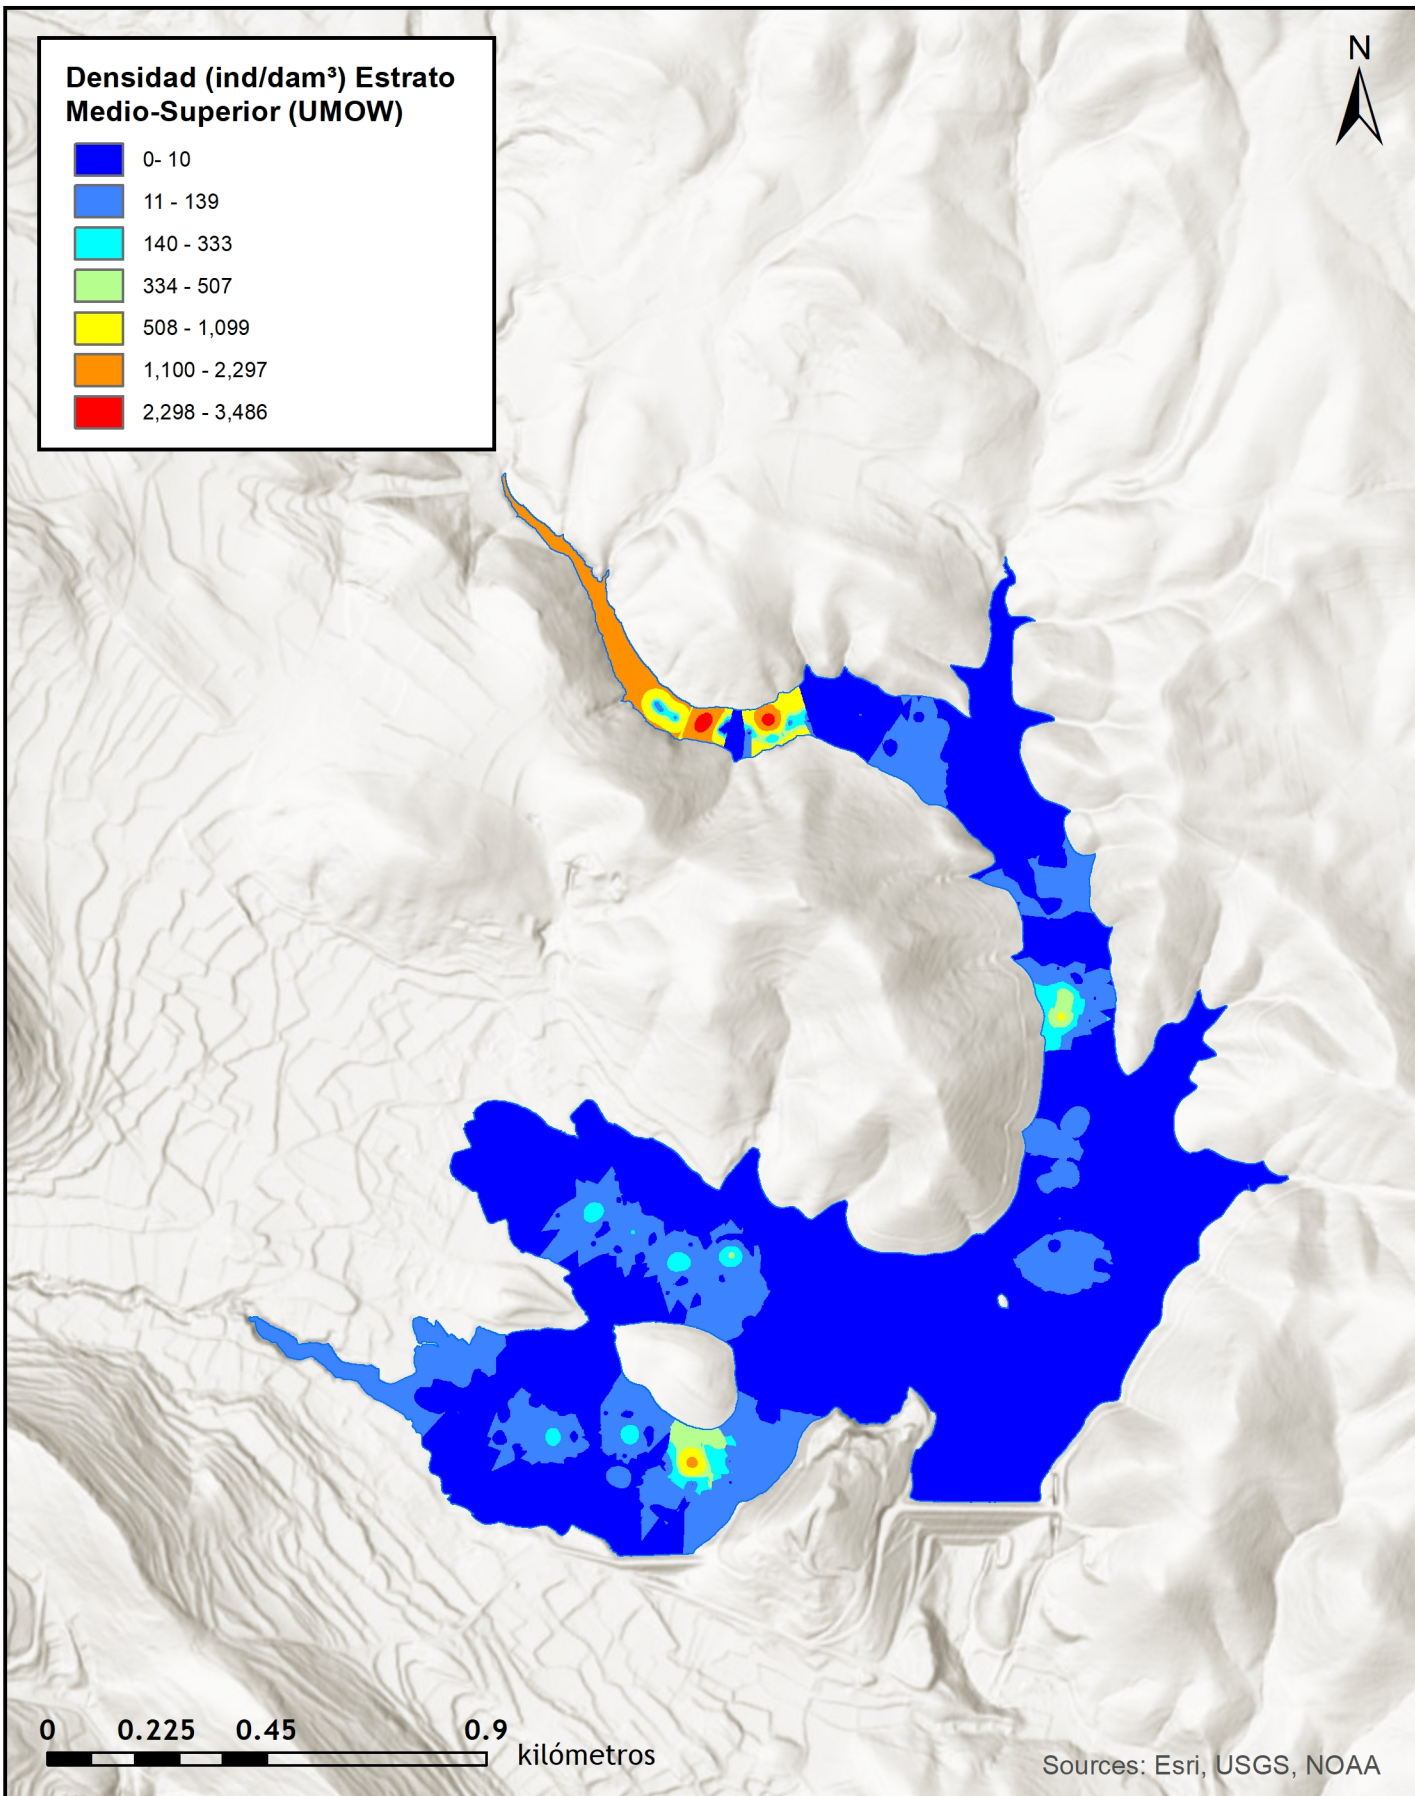 Densidad (ind/dam³) Estrato
Medio-Superior (UMOW)
0- 10
11 - 139
140 - 333
334 - 507
508 - 1,099
1,100 - 2,297
2,298 - 3,486
N
0 0.225 0.45 0.9
kilómetros
Sources: Esri, USGS, NOAA